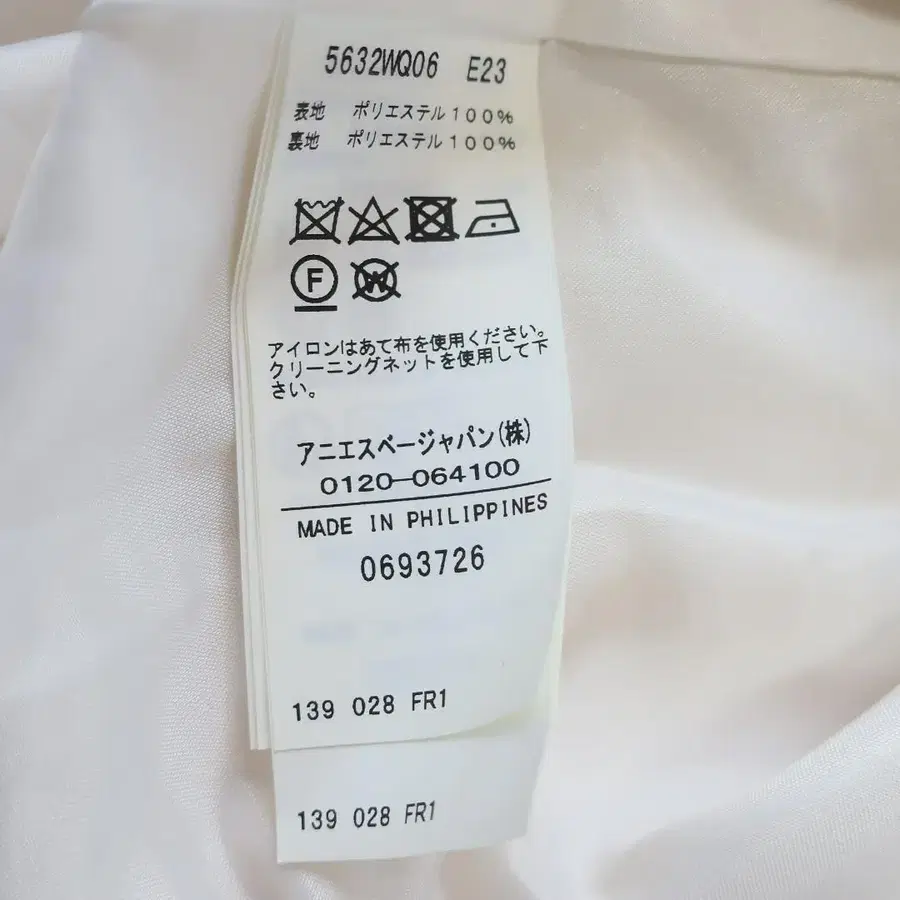 5632WQ06 E23
表地 ポリエステル100%
裏地 ポリエステル100%
F
W
アイロンはあて布を使用ください。
クリーニングネットを使用して下
さい。
アニエスベージャパン(株)
0120-064100
MADE IN PHILIPPINES
0693726
139 028 FR1
139 028 FR1